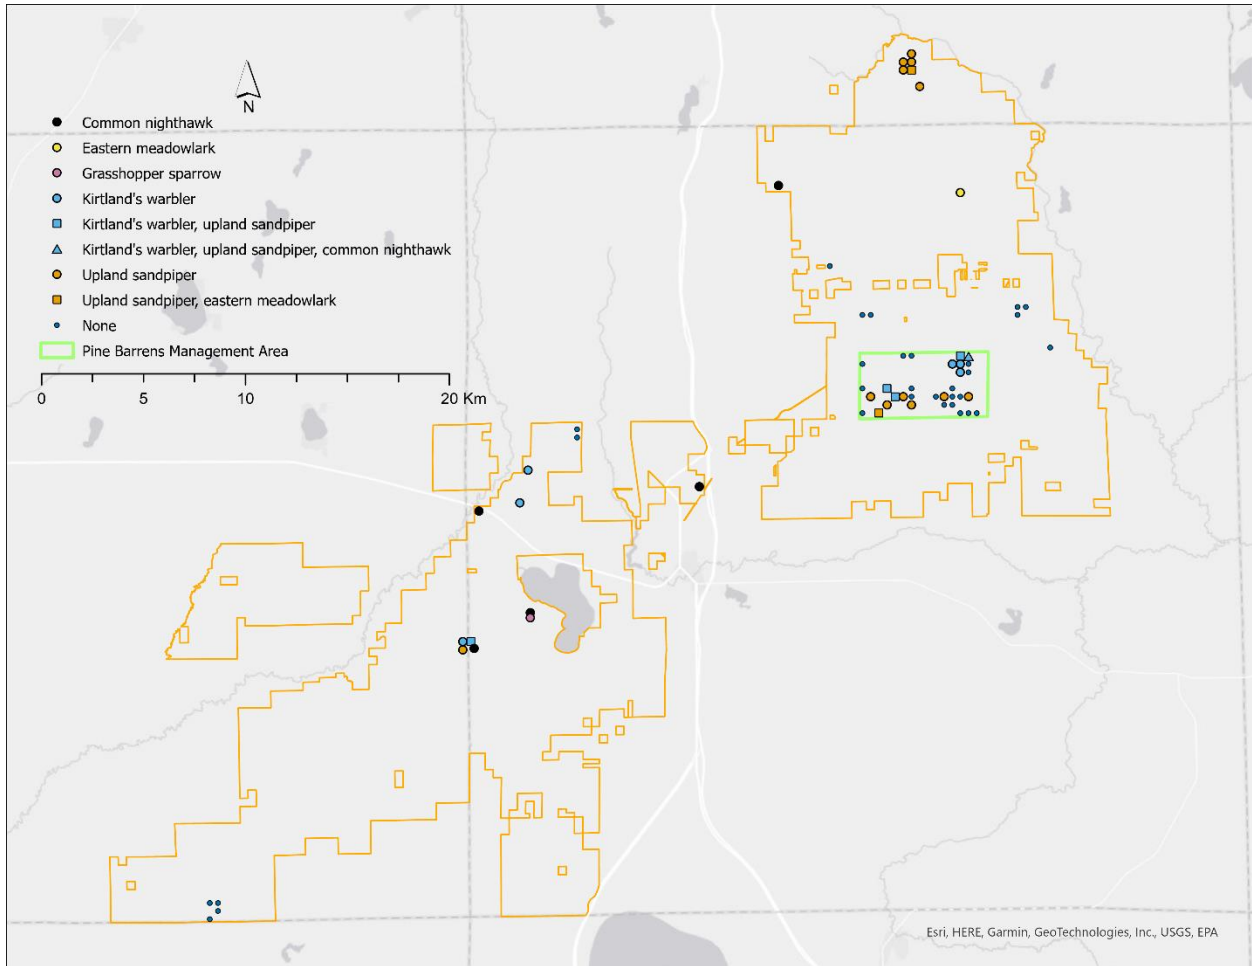 N
Common nighthawk
Eastern meadowlark
Grasshopper sparrow
Kirtland's warbler
Kirtland's warbler, upland sandpiper
Kirtland's warbler, upland sandpiper, common nighthawk
Upland sandpiper
Upland sandpiper, eastern meadowlark
None
Pine Barrens Management Area
0 5 10 20 Km
Esri, HERE, Garmin, GeoTechnologies, Inc., USGS, EPA